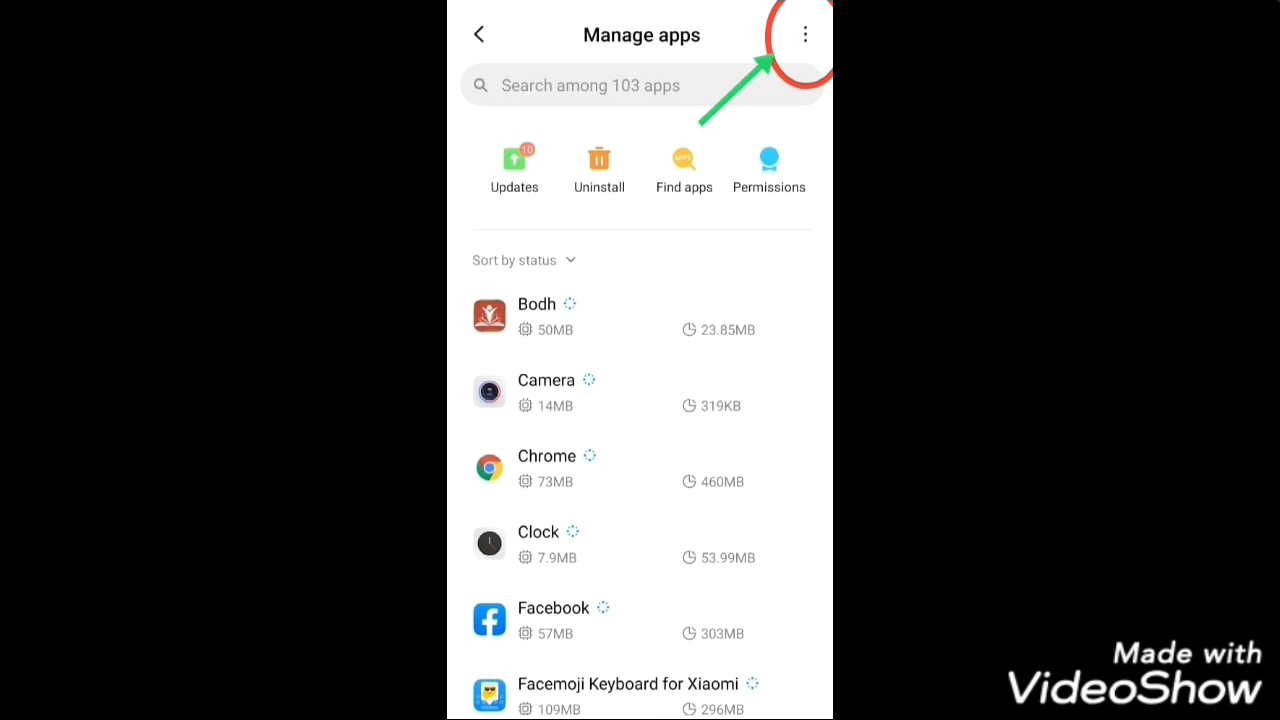 Manage apps
Search among 103 apps
10
APPS
Updates Uninstall Find apps Permissions
Sort by status
Bodh
50MB 23.85MB
Camera
14MB 319KB
Chrome
73MB 460MB
Clock
7.9MB 53.99MB
Facebook
57MB 303MB
Facemoji Keyboard for Xiaomi
109MB 296MB
Made with
VideoShow